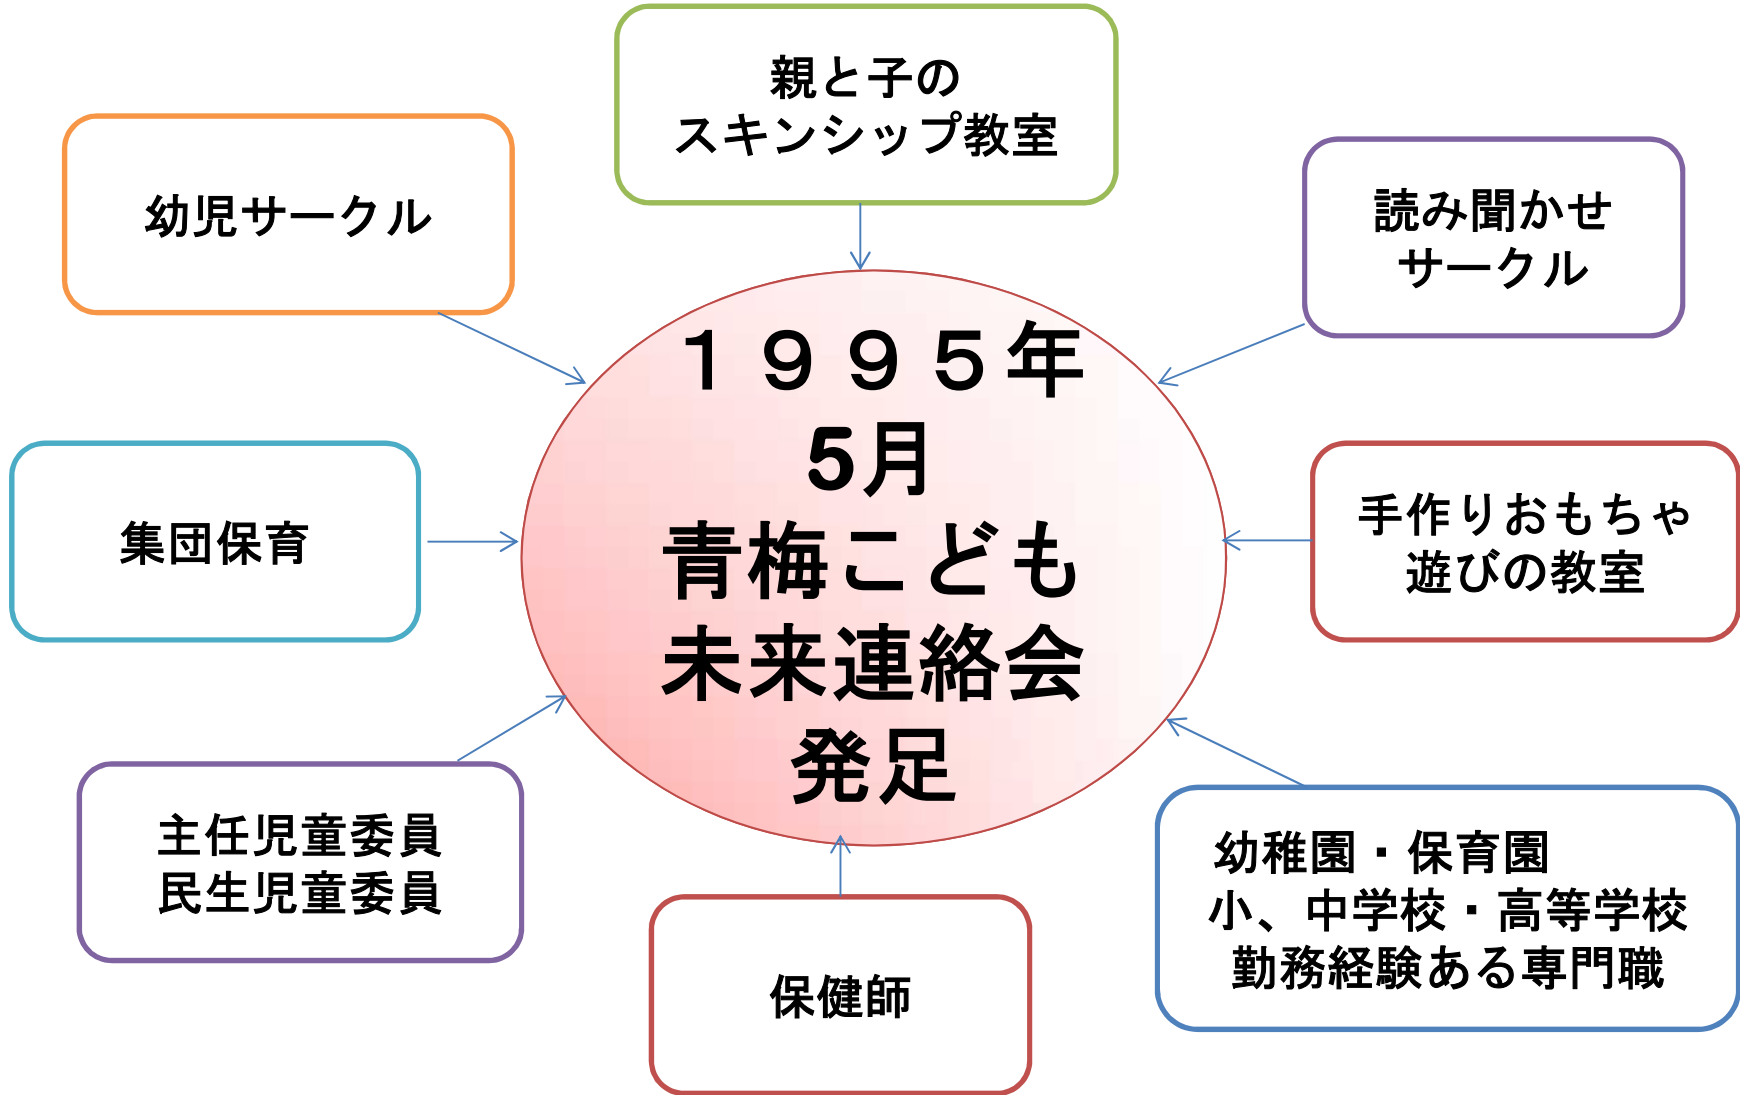 親と子の
スキンシップ教室
幼児サークル
読み聞かせ
サークル
１９９５年
5月
青梅こども
未来連絡会
発足
集団保育
手作りおもちゃ
遊びの教室
主任児童委員
民生児童委員
幼稚園・保育園
小、中学校・高等学校
勤務経験ある専門職
保健師